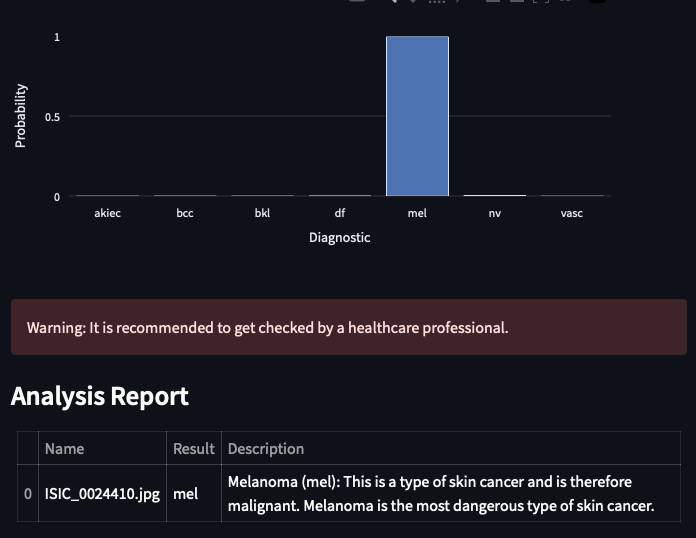 1
0.5
0
Probability
akiec bcc bkl df mel nv vasc
Diagnostic
Warning: It is recommended to get checked by a healthcare professional.
Analysis Report
Name Result Description
0 ISIC_0024410.jpg mel Melanoma (mel): This is a type of skin cancer and is therefore
malignant. Melanoma is the most dangerous type of skin cancer.